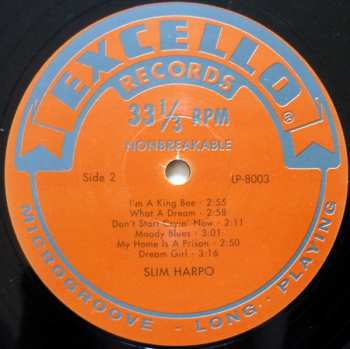 EXCELLO
RECORDS
®
33 1/3 RPM
NONBREAKABLE
Side 2
LP-8003
I'm A King Bee - 2:55
What A Dream - 2:58
Don't Start Cryin' Now - 2:11
Moody Blues - 3:01
My Home Is A Prison - 2:50
Dream Girl - 3:16
SLIM HARPO
MICROGROOVE - LONG - PLAYING